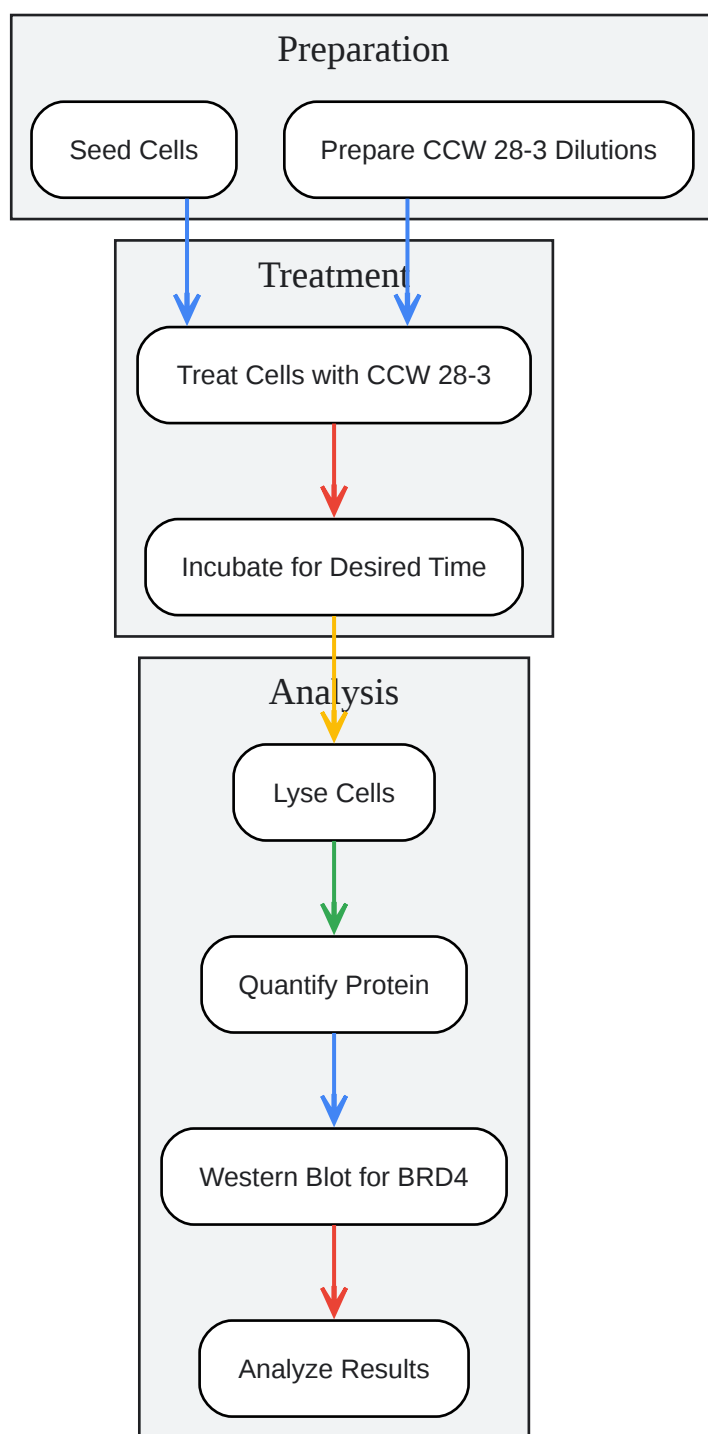 Preparation
Seed Cells
Prepare CCW 28-3 Dilutions
Treatment
Treat Cells with CCW 28-3
Incubate for Desired Time
Analysis
Lyse Cells
Quantify Protein
Western Blot for BRD4
Analyze Results